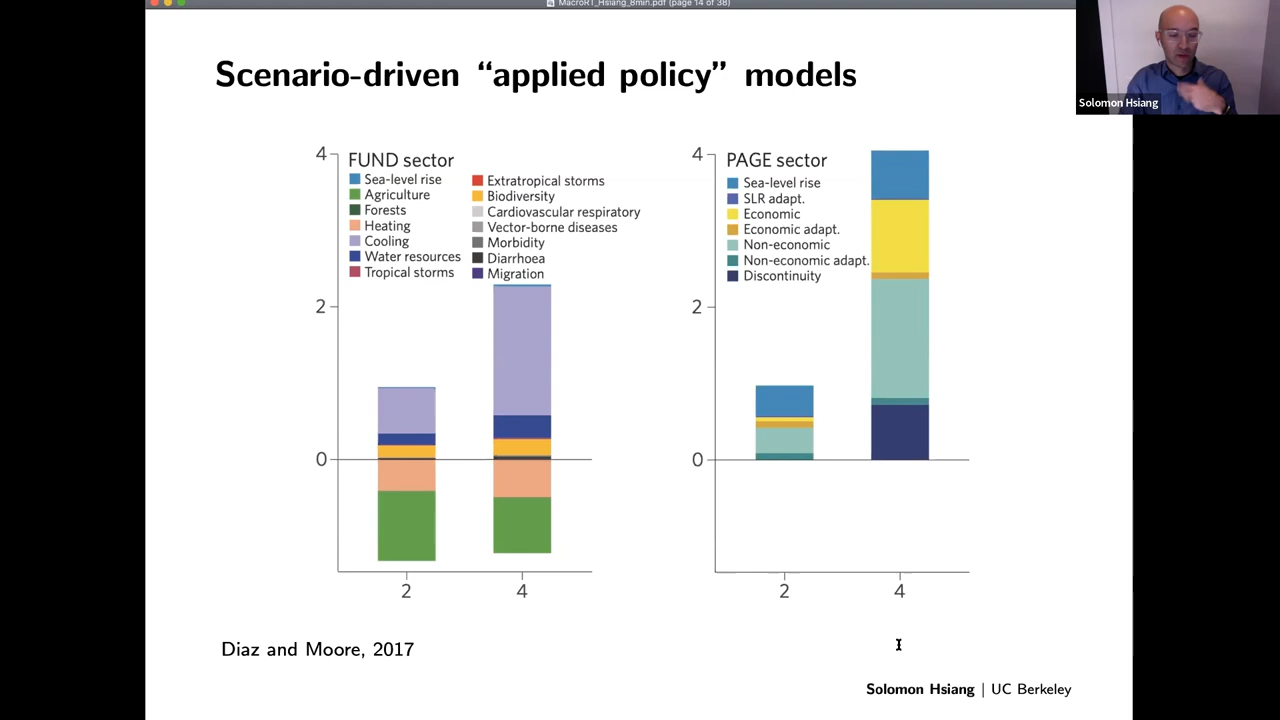 MacroRT_Hsiang_8min.pdf (page 14 of 38)
Scenario-driven “applied policy” models
Solomon Hsiang
4
2
0
FUND sector
Sea-level rise
Agriculture
Forests
Heating
Cooling
Water resources
Tropical storms
Extratropical storms
Biodiversity
Cardiovascular respiratory
Vector-borne diseases
Morbidity
Diarrhoea
Migration
2
4
4
2
0
PAGE sector
Sea-level rise
SLR adapt.
Economic
Economic adapt.
Non-economic
Non-economic adapt.
Discontinuity
2
4
Diaz and Moore, 2017
Solomon Hsiang | UC Berkeley